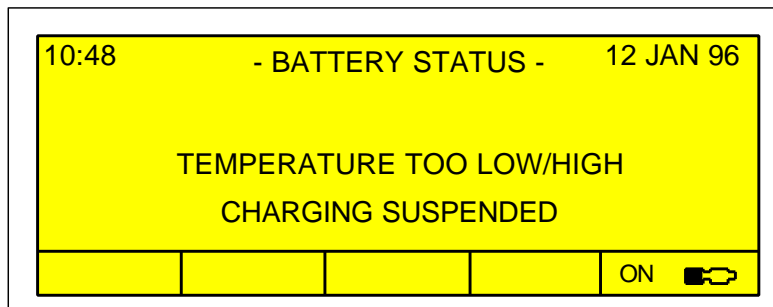 10:48 - BATTERY STATUS - 12 JAN 96
TEMPERATURE TOO LOW/HIGH
CHARGING SUSPENDED
ON